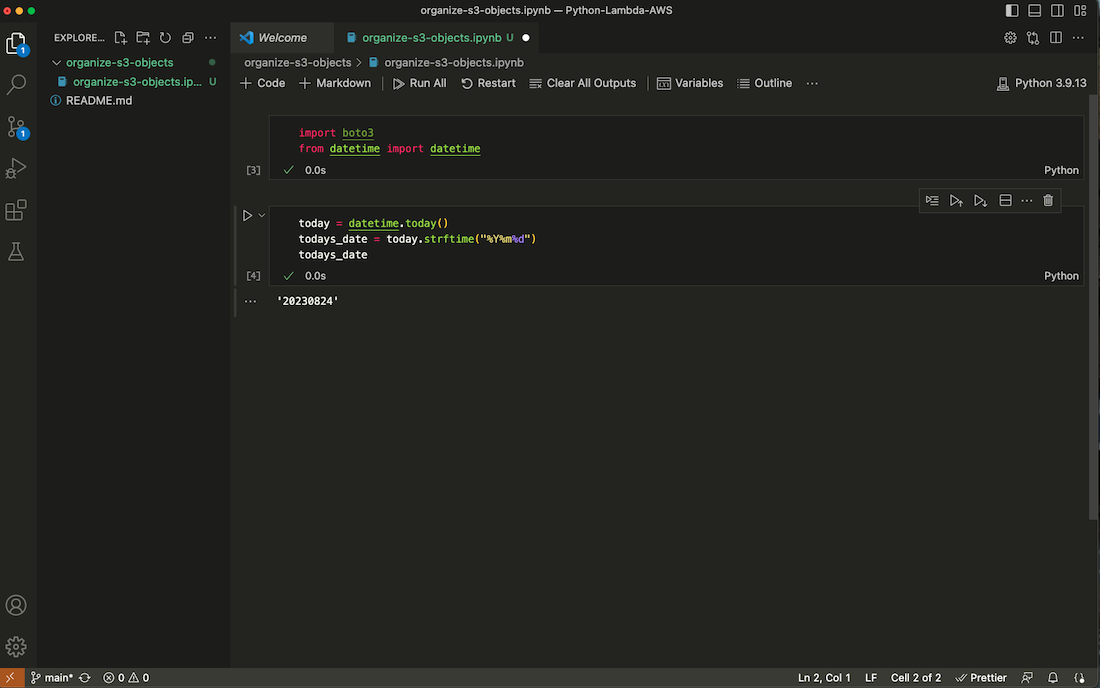 organize-s3-objects.ipynb — Python-Lambda-AWS
EXPLORE...
Welcome
organize-s3-objects.ipynb U
1
organize-s3-objects
organize-s3-objects.ip... U
README.md
1
organize-s3-objects > organize-s3-objects.ipynb
+ Code + Markdown Run All Restart Clear All Outputs Variables Outline ... Python 3.9.13
import boto3
from datetime import datetime
[3] 0.0s Python
today = datetime.today()
todays_date = today.strftime("%Y%m%d")
todays_date
[4] 0.0s Python
... '20230824'
main* 0 0 Ln 2, Col 1 LF Cell 2 of 2 Prettier